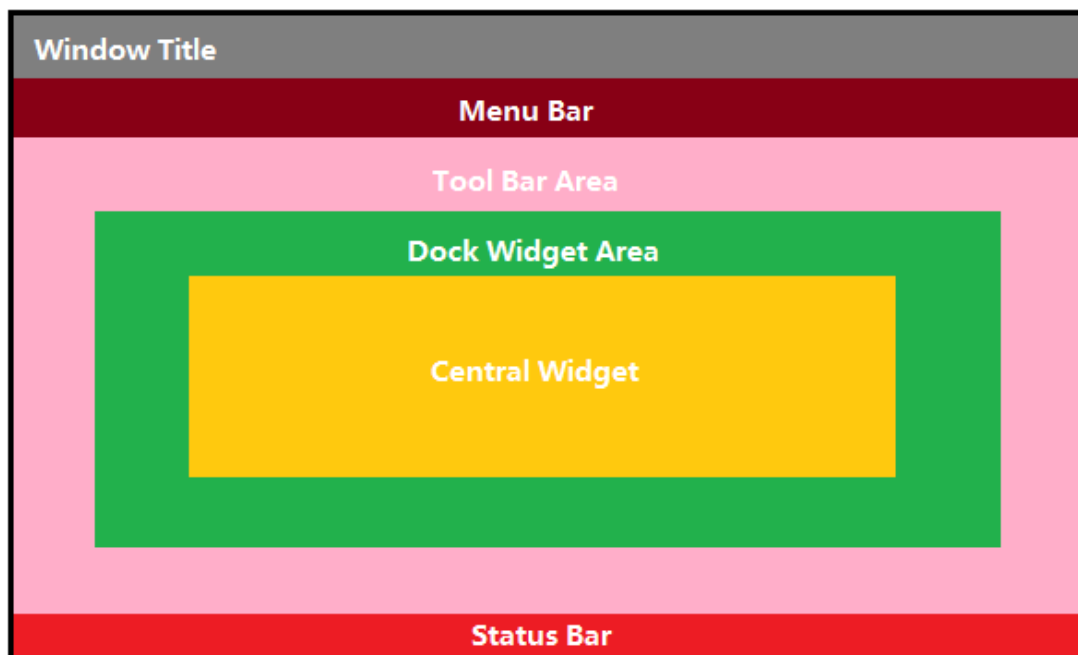 Window Title
Menu Bar
Tool Bar Area
Dock Widget Area
Central Widget
Status Bar